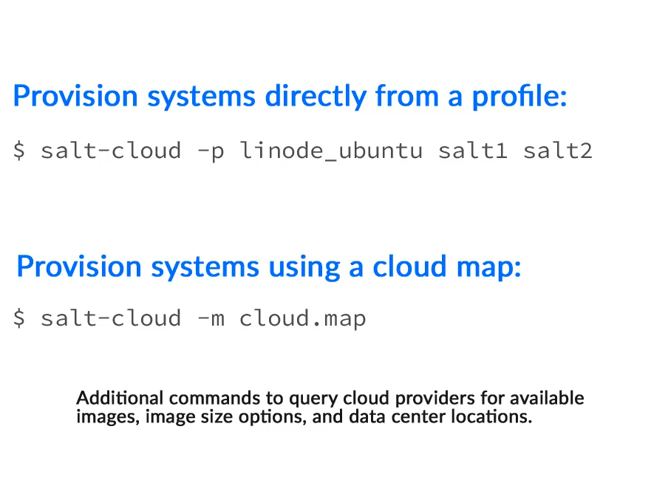 Provision systems directly from a profile:
$ salt-cloud -p linode_ubuntu salt1 salt2
Provision systems using a cloud map:
$ salt-cloud -m cloud.map
Additional commands to query cloud providers for available
images, image size options, and data center locations.